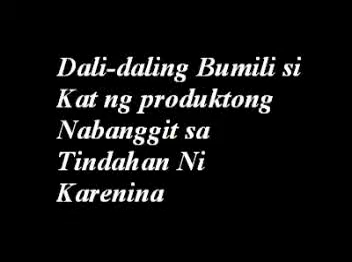 Dali-daling Bumili si
Kat ng produktong
Nabanggit sa
Tindahan Ni
Karenina